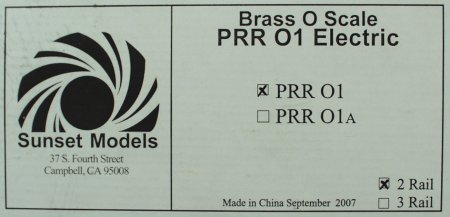 Brass O Scale
PRR O1 Electric
PRR O1
PRR O1A
Sunset Models
37 S. Fourth Street
Campbell, CA 95008
2 Rail
3 Rail
Made in China September 2007